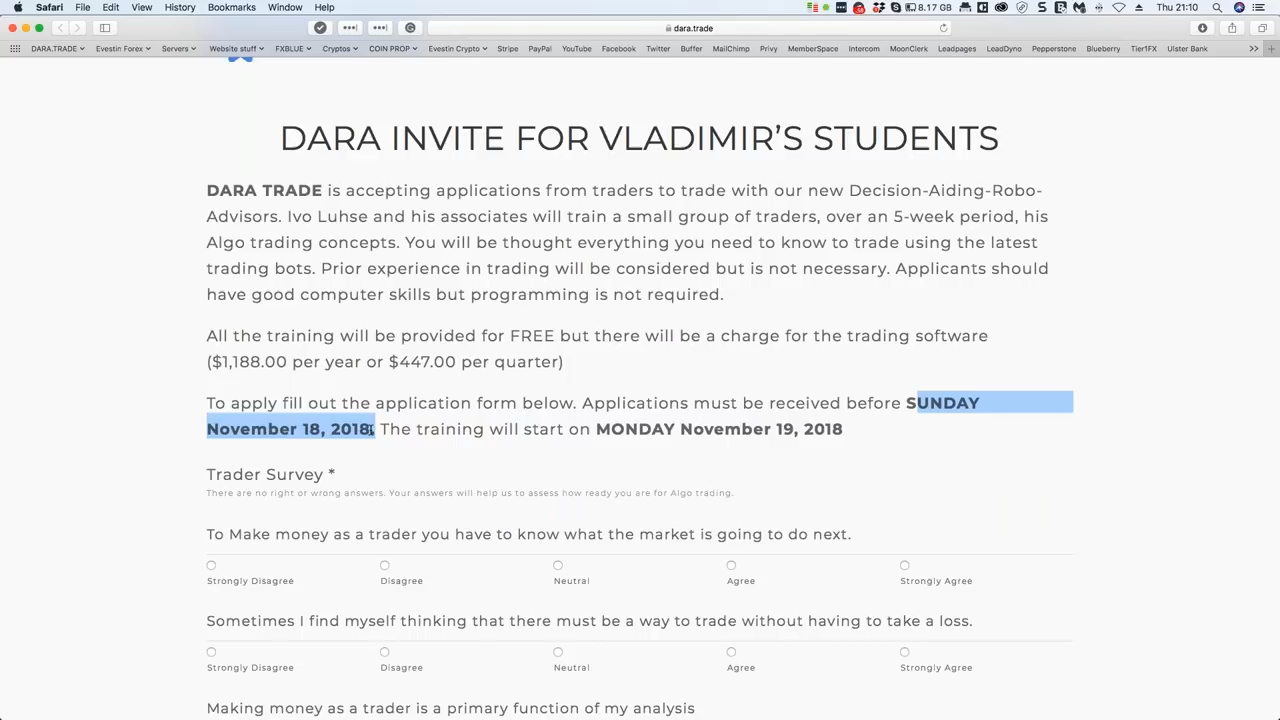 Safari File Edit View History Bookmarks Window Help 8.17 GB Thu 21:10
dara.trade
DARA.TRADE Evestin Forex Servers Website stuff FXBLUE Cryptos COIN PROP Evestin Crypto Stripe PayPal YouTube Facebook Twitter Buffer MailChimp Privy MemberSpace Intercom MoonClerk Leadpages LeadDyno Pepperstone Blueberry Tier1FX Ulster Bank
DARA INVITE FOR VLADIMIR'S STUDENTS
DARA TRADE is accepting applications from traders to trade with our new Decision-Aiding-Robo-
Advisors. Ivo Luhse and his associates will train a small group of traders, over an 5-week period, his
Algo trading concepts. You will be thought everything you need to know to trade using the latest
trading bots. Prior experience in trading will be considered but is not necessary. Applicants should
have good computer skills but programming is not required.
All the training will be provided for FREE but there will be a charge for the trading software
($1,188.00 per year or $447.00 per quarter)
To apply fill out the application form below. Applications must be received before SUNDAY
November 18, 2018. The training will start on MONDAY November 19, 2018
Trader Survey *
There are no right or wrong answers. Your answers will help us to assess how ready you are for Algo trading.
To Make money as a trader you have to know what the market is going to do next.
Strongly Disagree Disagree Neutral Agree Strongly Agree
Sometimes I find myself thinking that there must be a way to trade without having to take a loss.
Strongly Disagree Disagree Neutral Agree Strongly Agree
Making money as a trader is a primary function of my analysis